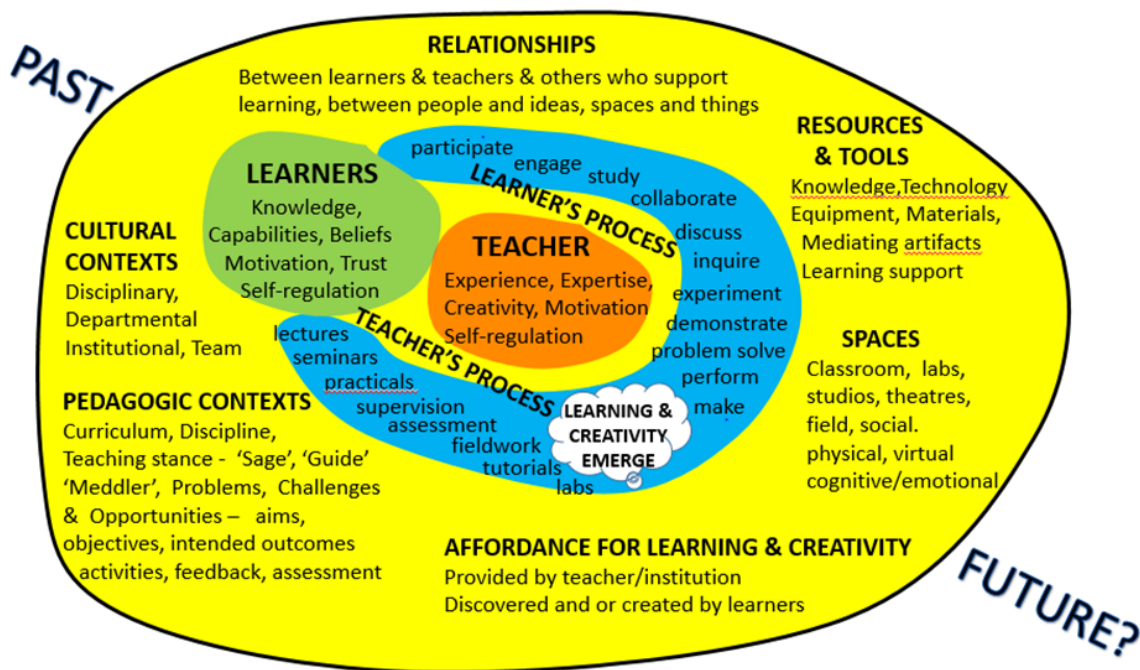 PAST
RELATIONSHIPS
Between learners & teachers & others who support
learning, between people and ideas, spaces and things
RESOURCES
& TOOLS
Knowledge,Technology
Equipment, Materials,
Mediating artifacts
Learning support
LEARNERS
Knowledge,
Capabilities, Beliefs
Motivation, Trust
Self-regulation
participate
engage
study
collaborate
discuss
inquire
experiment
demonstrate
problem solve
perform
make
LEARNER'S PROCESS
TEACHER
Experience, Expertise,
Creativity, Motivation
Self-regulation
CULTURAL
CONTEXTS
Disciplinary,
Departmental
Institutional, Team
TEACHER'S PROCESS
lectures
seminars
practicals
supervision
assessment
fieldwork
tutorials
labs
LEARNING &
CREATIVITY
EMERGE
SPACES
Classroom, labs,
studios, theatres,
field, social.
physical, virtual
cognitive/emotional
PEDAGOGIC CONTEXTS
Curriculum, Discipline,
Teaching stance - ‘Sage’, ‘Guide’
‘Meddler’, Problems, Challenges
& Opportunities – aims,
objectives, intended outcomes
activities, feedback, assessment
AFFORDANCE FOR LEARNING & CREATIVITY
Provided by teacher/institution
Discovered and or created by learners
FUTURE?